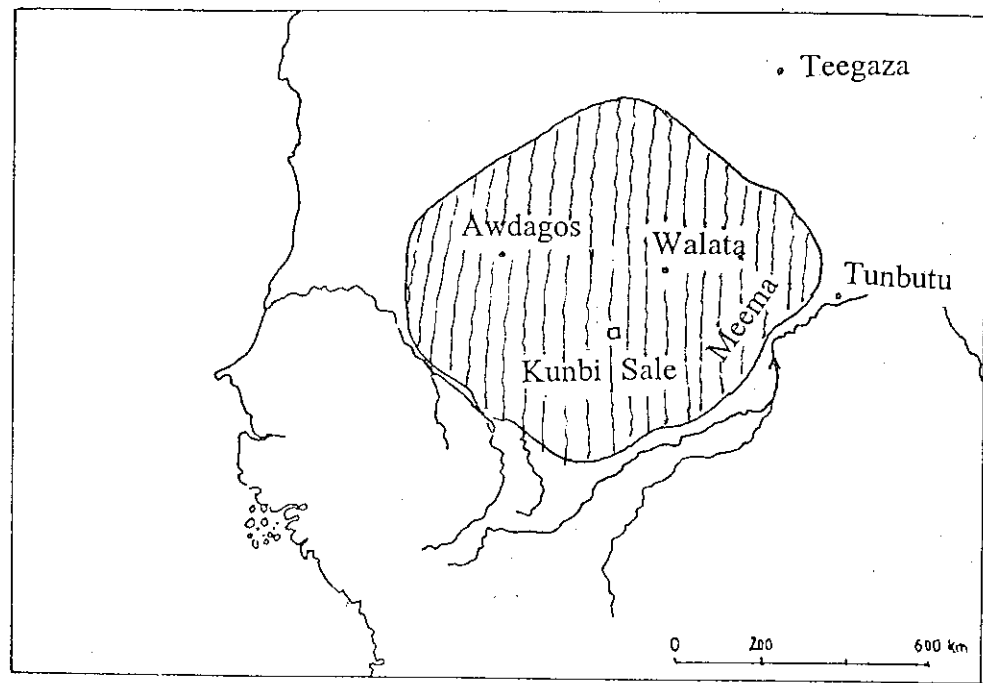 Teegaza
Awdagos
Walata
Tunbutu
Meema
Kunbi Sale
0 200 600 km